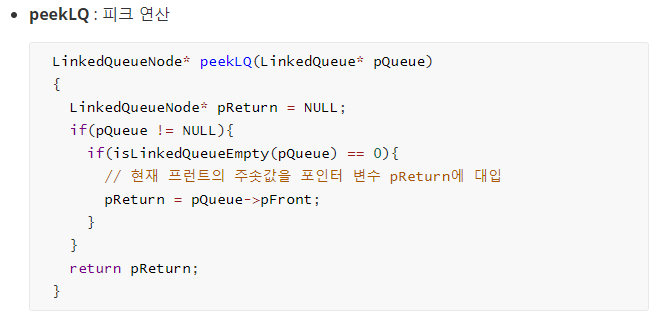 peekLQ : 피크 연산
LinkedQueueNode* peekLQ(LinkedQueue* pQueue)
{
  LinkedQueueNode* pReturn = NULL;
  if(pQueue != NULL){
    if(isLinkedQueueEmpty(pQueue) == 0){
      // 현재 프런트의 주솟값을 포인터 변수 pReturn에 대입
      pReturn = pQueue->pFront;
    }
  }
  return pReturn;
}